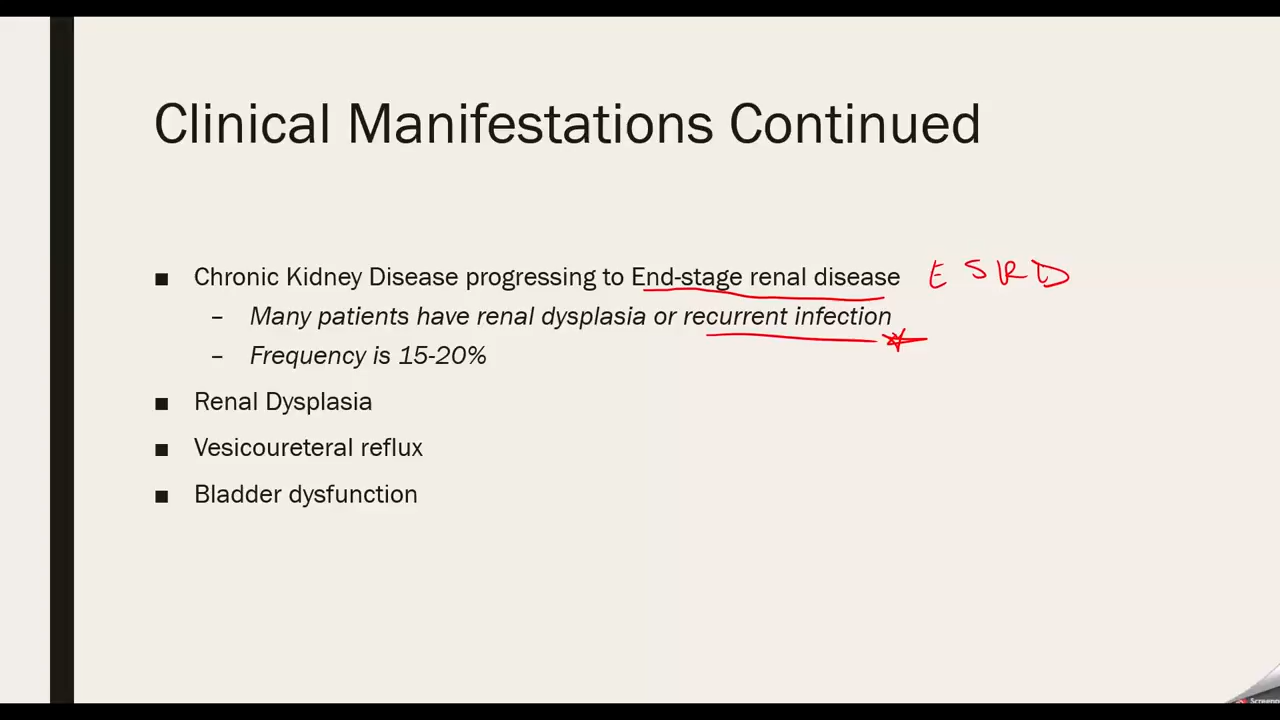 Clinical Manifestations Continued
■ Chronic Kidney Disease progressing to End-stage renal disease ESRD
– Many patients have renal dysplasia or recurrent infection
– Frequency is 15-20%
■ Renal Dysplasia
■ Vesicoureteral reflux
■ Bladder dysfunction